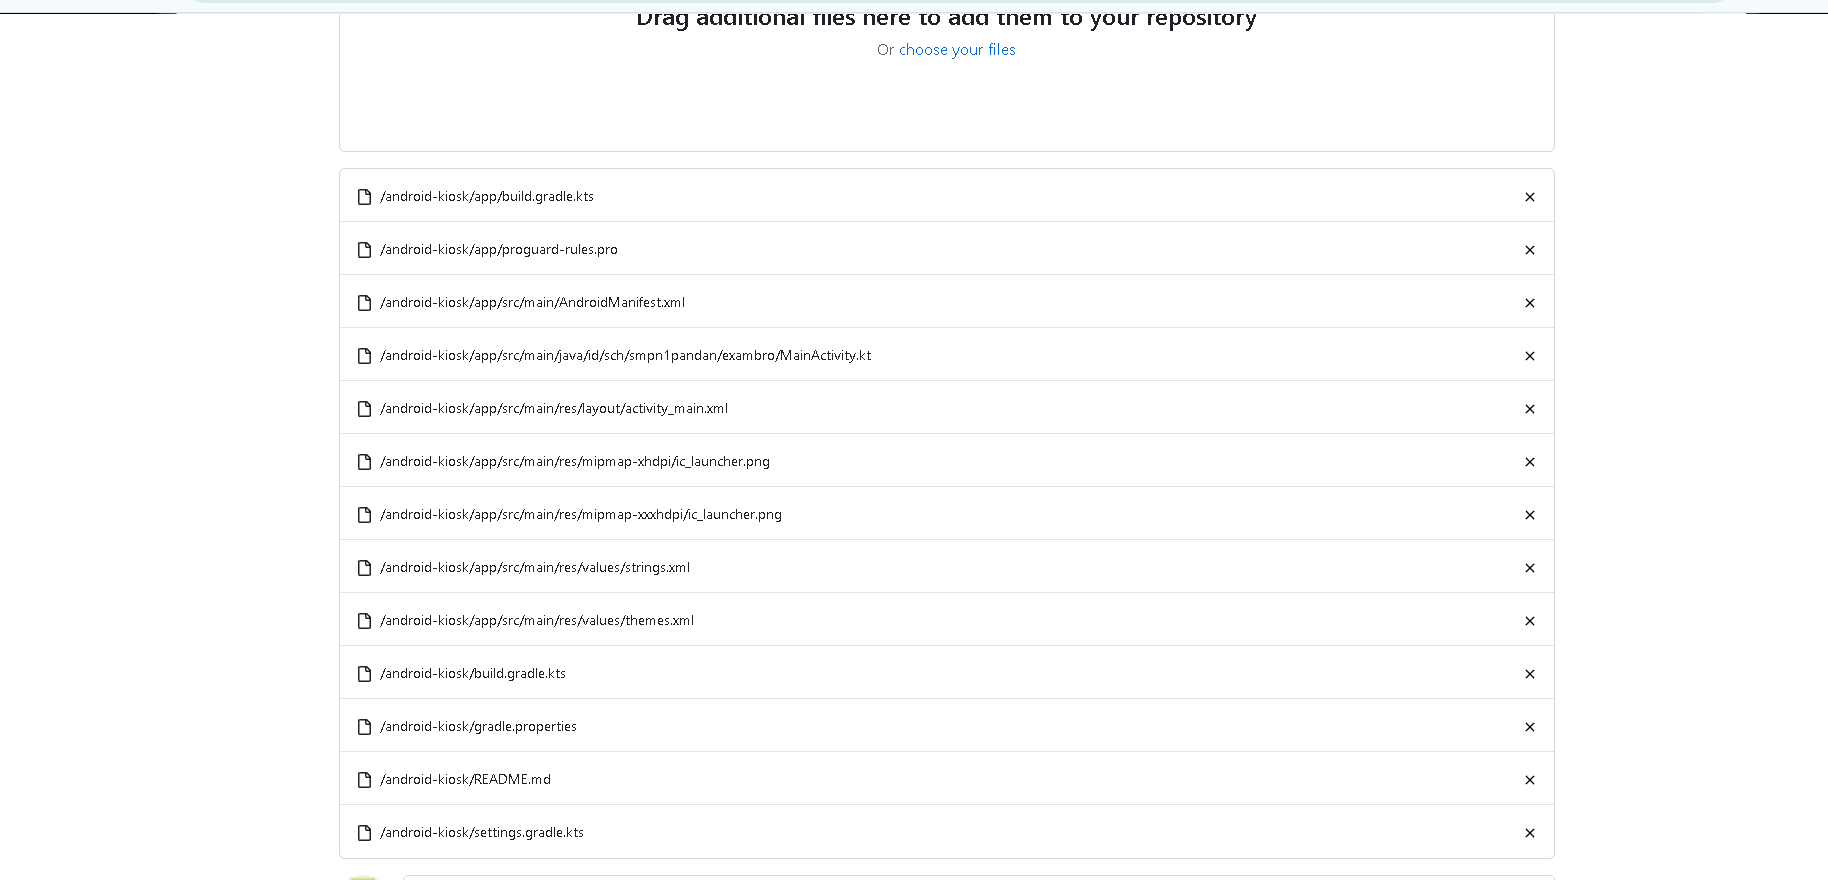 Drag additional files here to add them to your repository
Or choose your files
/android-kiosk/app/build.gradle.kts
/android-kiosk/app/proguard-rules.pro
/android-kiosk/app/src/main/AndroidManifest.xml
/android-kiosk/app/src/main/java/id/sch/smpn1pandan/exambro/MainActivity.kt
/android-kiosk/app/src/main/res/layout/activity_main.xml
/android-kiosk/app/src/main/res/mipmap-xhdpi/ic_launcher.png
/android-kiosk/app/src/main/res/mipmap-xxxhdpi/ic_launcher.png
/android-kiosk/app/src/main/res/values/strings.xml
/android-kiosk/app/src/main/res/values/themes.xml
/android-kiosk/build.gradle.kts
/android-kiosk/gradle.properties
/android-kiosk/README.md
/android-kiosk/settings.gradle.kts